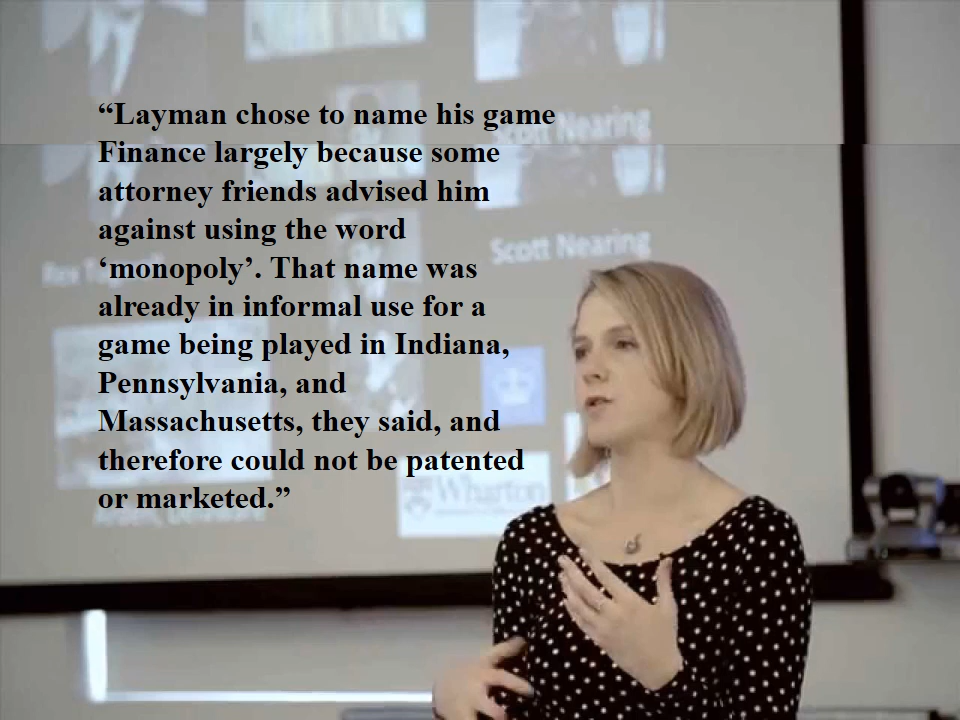 “Layman chose to name his game
Finance largely because some
attorney friends advised him
against using the word
‘monopoly’. That name was
already in informal use for a
game being played in Indiana,
Pennsylvania, and
Massachusetts, they said, and
therefore could not be patented
or marketed.”
Scott Nearing
Scott Nearing
Wharton